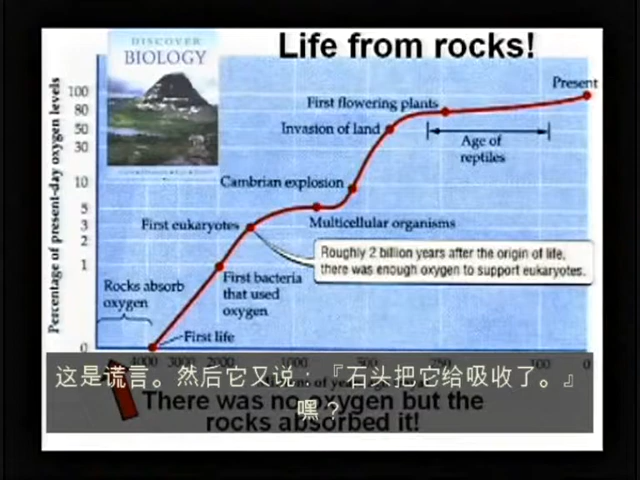 DISCOVER
BIOLOGY
Life from rocks!
Percentage of present-day oxygen levels
100
80
50
30
10
5
3
2
1
0
Present
First flowering plants
Invasion of land
Age of
reptiles
Cambrian explosion
First eukaryotes
Multicellular organisms
Roughly 2 billion years after the origin of life,
there was enough oxygen to support eukaryotes.
Rocks absorb
oxygen
First bacteria
that used
oxygen
First life
4000 3000 2000 1000 500 250 100 0
这是谎言。然后它又说：『石头把它给吸收了。』
嘿？
There was no oxygen but the
rocks absorbed it!